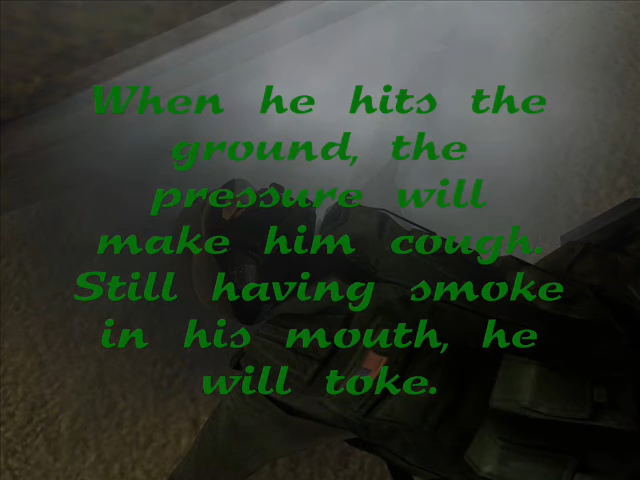 When he hits the
ground, the
pressure will
make him cough.
Still having smoke
in his mouth, he
will toke.